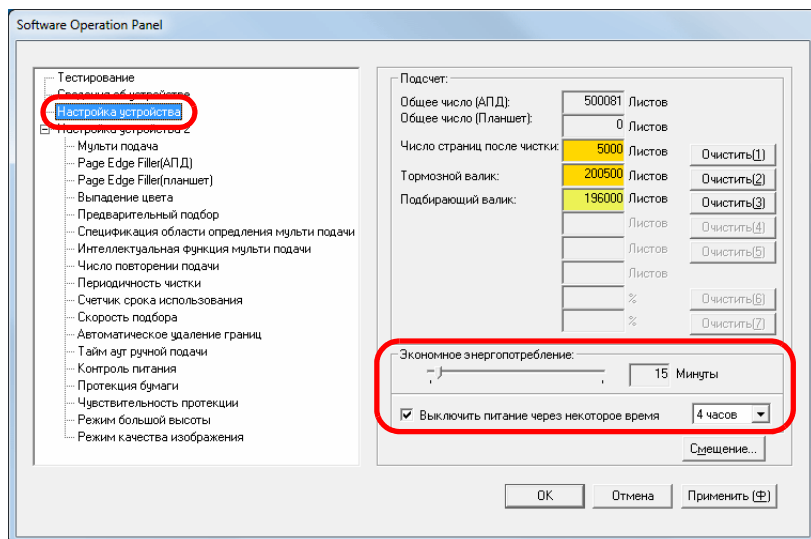 Software Operation Panel
Тестирование
Сведения об устройстве
Настройка устройства
Настройка устройства 2
Мульти подача
Page Edge Filler(АПД)
Page Edge Filler(планшет)
Выпадение цвета
Предварительный подбор
Спецификация области опредления мульти подачи
Интеллектуальная функция мульти подачи
Число повторении подачи
Периодичность чистки
Счетчик срока использования
Скорость подбора
Автоматическое удаление границ
Тайм аут ручной подачи
Контроль питания
Протекция бумаги
Чувствительность протекции
Режим большой высоты
Режим качества изображения
Подсчет:
Общее число (АПД): 500081 Листов
Общее число (Планшет): 0 Листов
Число страниц после чистки: 5000 Листов Очистить(1)
Тормозной валик: 200500 Листов Очистить(2)
Подбирающий валик: 196000 Листов Очистить(3)
Листов Очистить(4)
Листов Очистить(5)
Листов
% Очистить(6)
% Очистить(7)
Экономное энергопотребление:
15 Минуты
Выключить питание через некоторое время 4 часов
Смещение...
OK Отмена Применить (Ф)